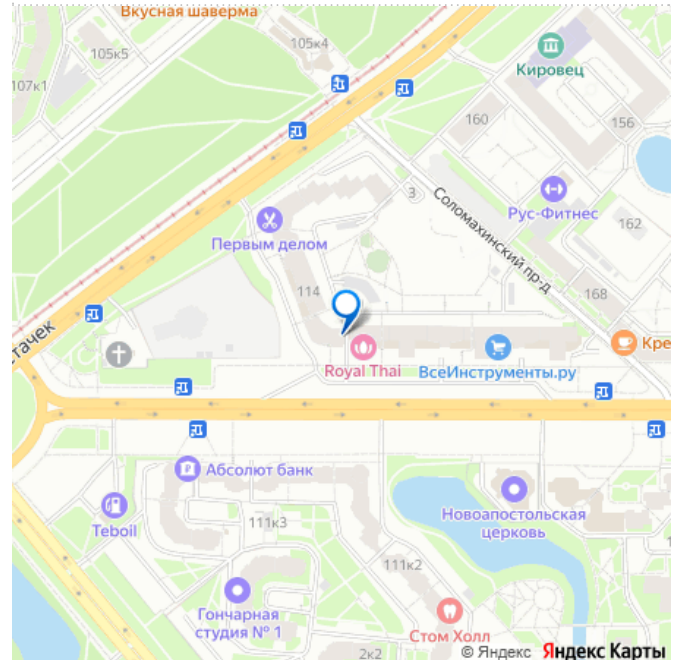 Вкусная шаверма
105к4
105к5
107к1
Кировец
160
156
3
Соломахинский пр-д
Рус-Фитнес
162
Первым делом
114
168
тачек
Royal Thai
ВсеИнструменты.ру
Кре
Абсолют банк
Teboil
111к3
Новоапостольская
церковь
111к2
Гончарная
студия № 1
Стом Холл
2к2
© Яндекс Яндекс Карты